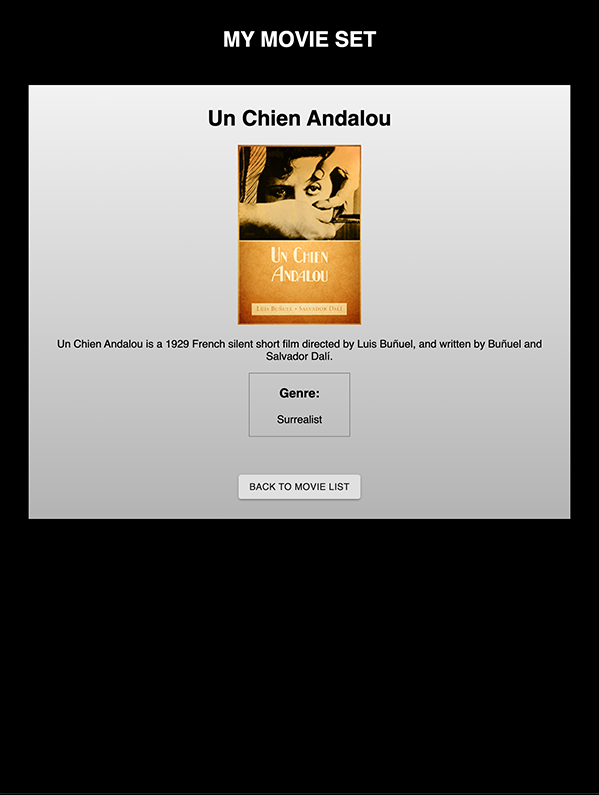 MY MOVIE SET
Un Chien Andalou
UN CHIEN
ANDALOU
LUIS BUÑUEL • SALVADOR DALÍ
Un Chien Andalou is a 1929 French silent short film directed by Luis Buñuel, and written by Buñuel and
Salvador Dalí.
Genre:
Surrealist
BACK TO MOVIE LIST